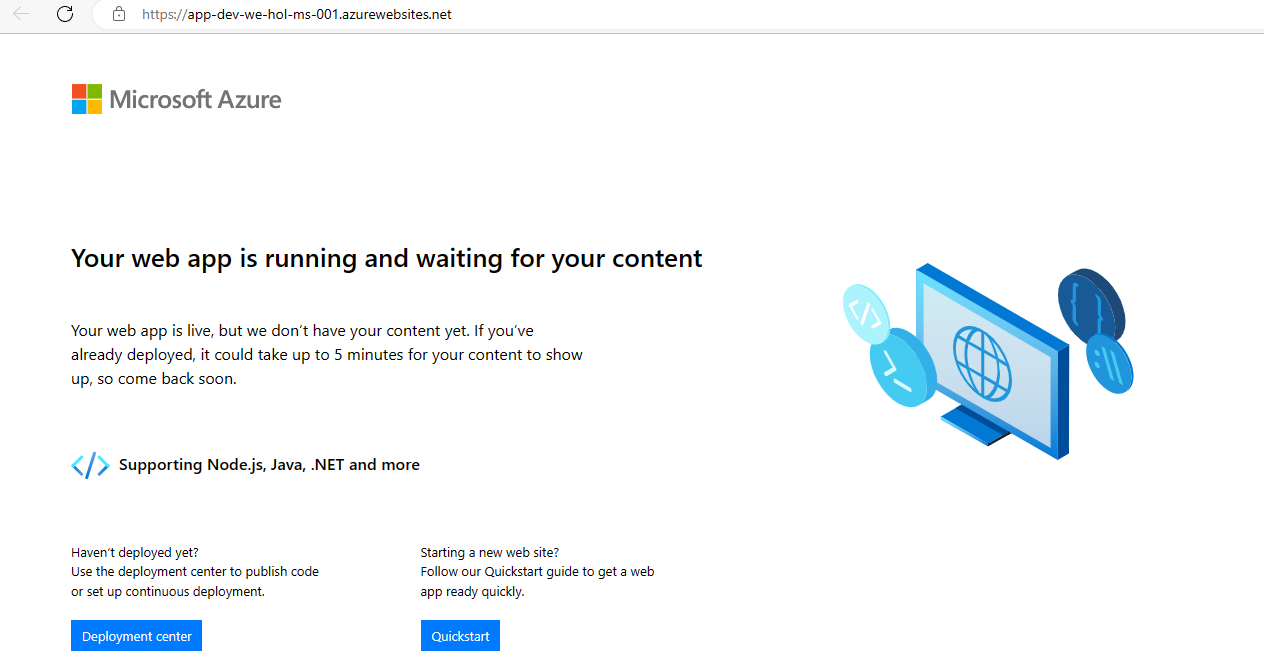 https://app-dev-we-hol-ms-001.azurewebsites.net
Microsoft Azure
Your web app is running and waiting for your content
Your web app is live, but we don’t have your content yet. If you’ve
already deployed, it could take up to 5 minutes for your content to show
up, so come back soon.
</> Supporting Node.js, Java, .NET and more
Haven’t deployed yet?
Use the deployment center to publish code
or set up continuous deployment.
Deployment center
Starting a new web site?
Follow our Quickstart guide to get a web
app ready quickly.
Quickstart